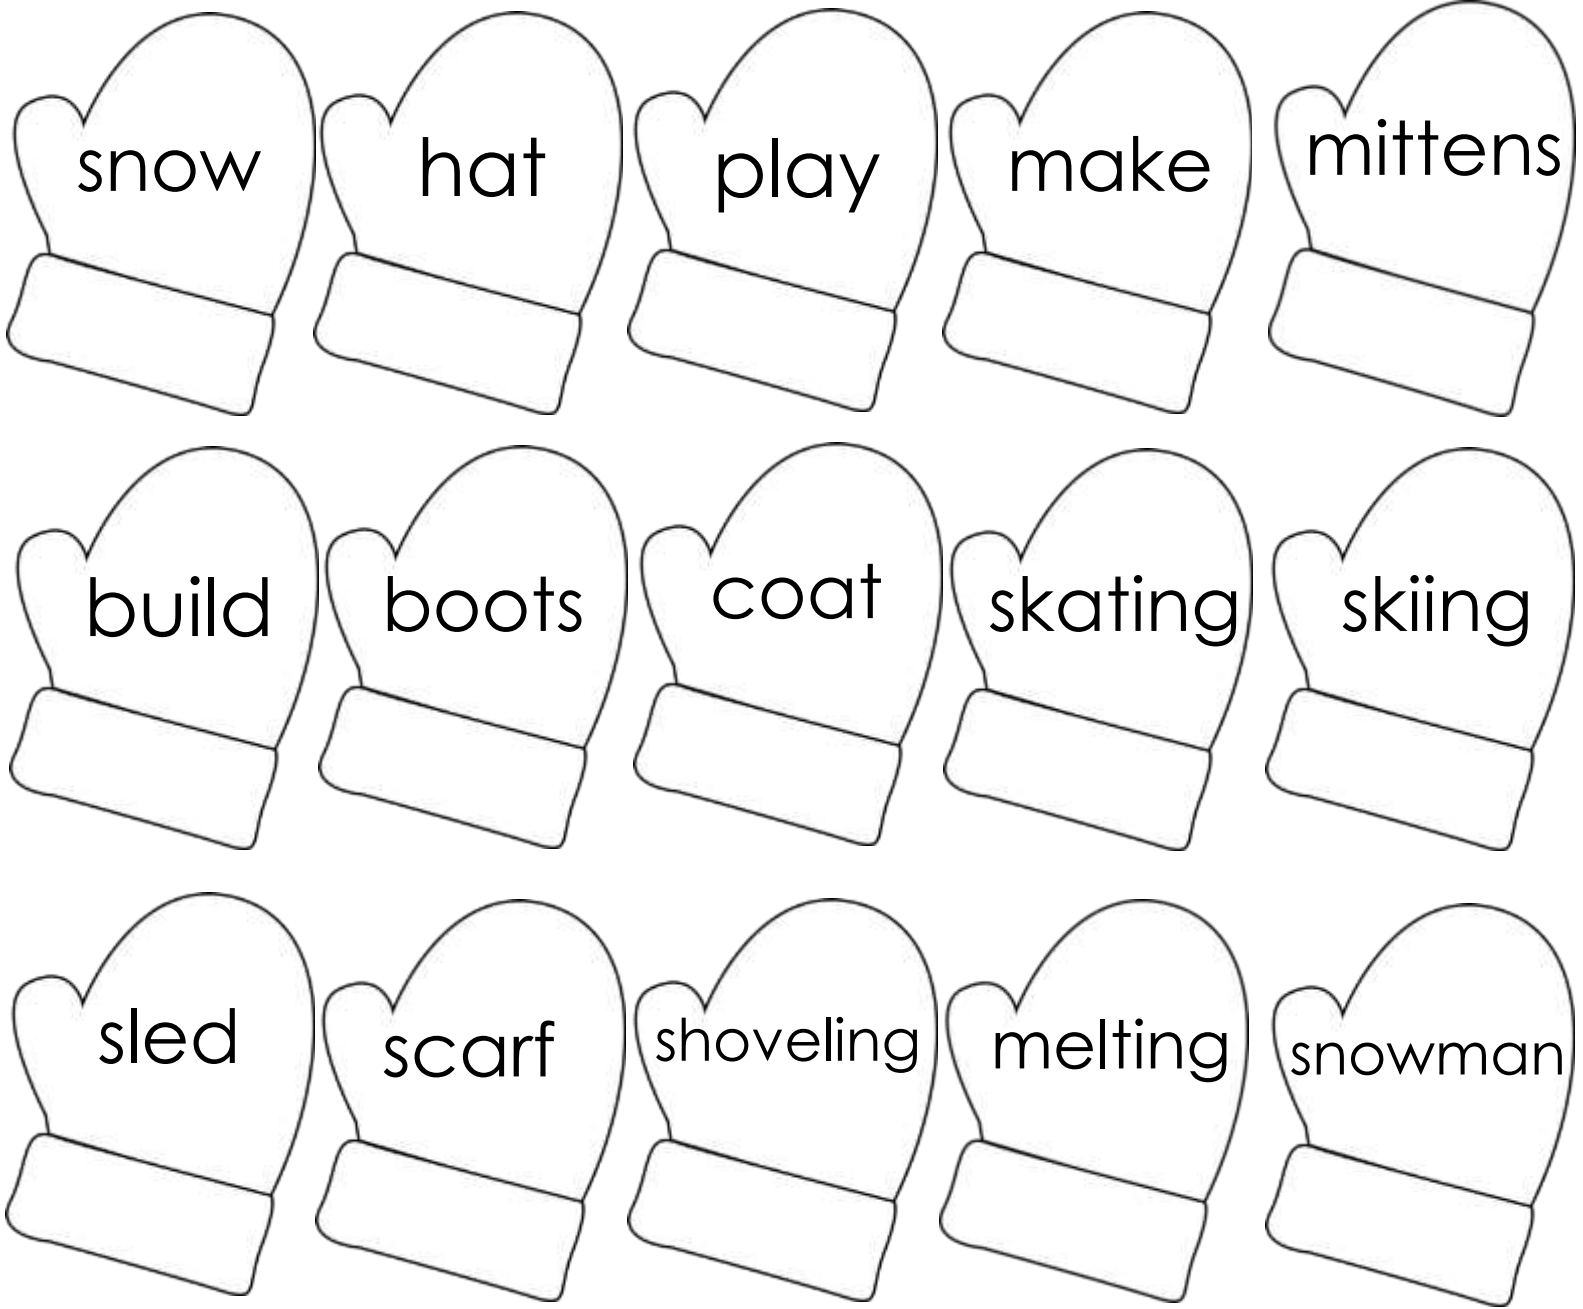 snow hat play make mittens
build boots coat skating skiing
sled scarf shoveling melting snowman